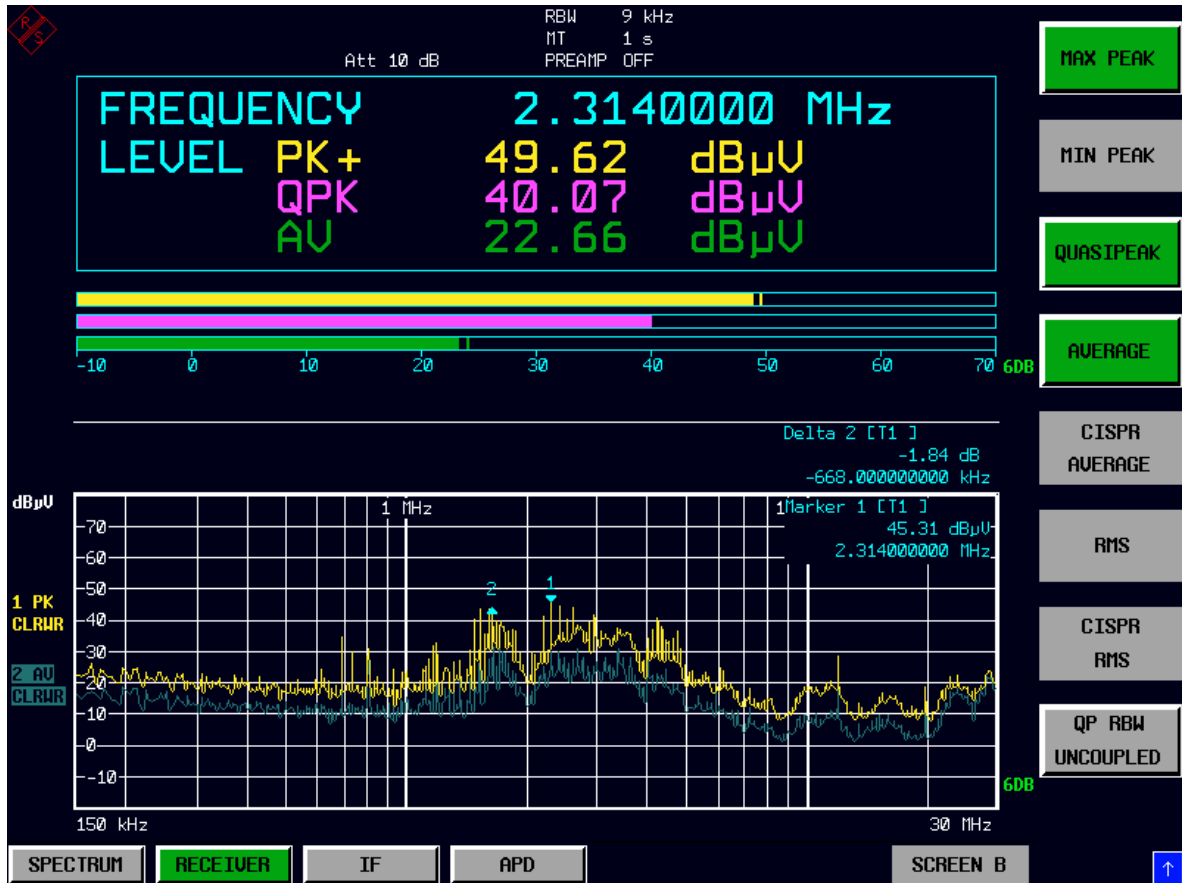 R S
RBW 9 kHz
MT 1 s
Att 10 dB PREAMP OFF
FREQUENCY 2.3140000 MHz
LEVEL PK+ 49.62 dBµV
QPK 40.07 dBµV
AV 22.66 dBµV
-10 0 10 20 30 40 50 60 70 6DB
Delta 2 [T1 ]
-1.84 dB
-668.000000000 kHz
dBµV
1 MHz
1
Marker 1 [T1 ]
45.31 dBµV
2.314000000 MHz
70
60
50
40
30
20
10
0
-10
1 PK
CLRWR
2 AV
CLRWR
2
1
6DB
150 kHz 30 MHz
MAX PEAK
MIN PEAK
QUASIPEAK
AVERAGE
CISPR
AVERAGE
RMS
CISPR
RMS
QP RBW
UNCOUPLED
SPECTRUM RECEIVER IF APD SCREEN B ↑